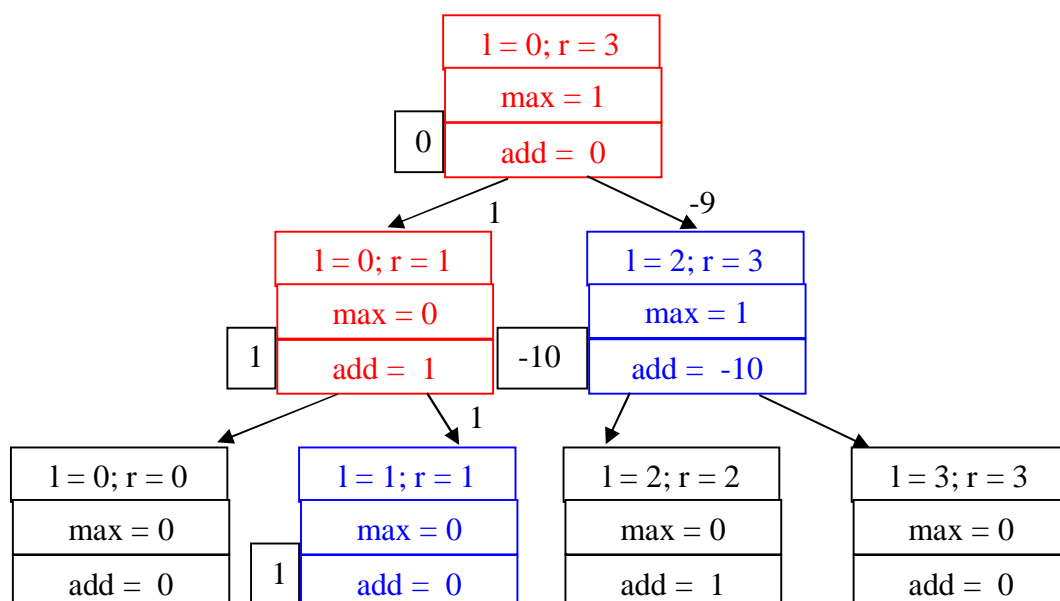 l = 0; r = 3
max = 1
0
add = 0
1
-9
l = 0; r = 1
l = 2; r = 3
max = 0
max = 1
1
add = 1
-10
add = -10
1
l = 0; r = 0
l = 1; r = 1
l = 2; r = 2
l = 3; r = 3
max = 0
max = 0
max = 0
max = 0
add = 0
1
add = 0
add = 1
add = 0